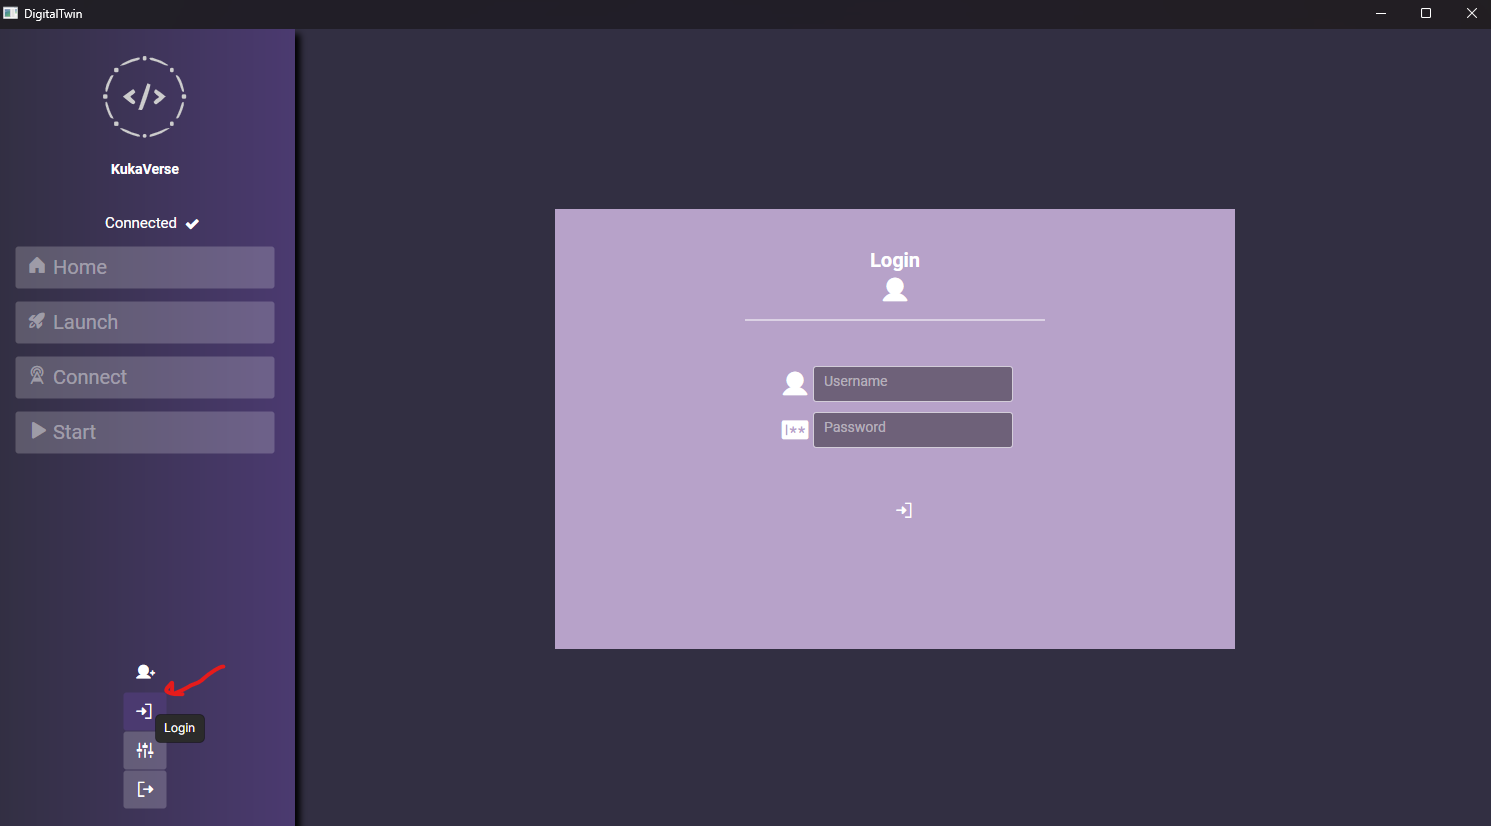 DigitalTwin
</>
KukaVerse
Connected
Home
Launch
Connect
Start
Login
Login
Username
|** Password